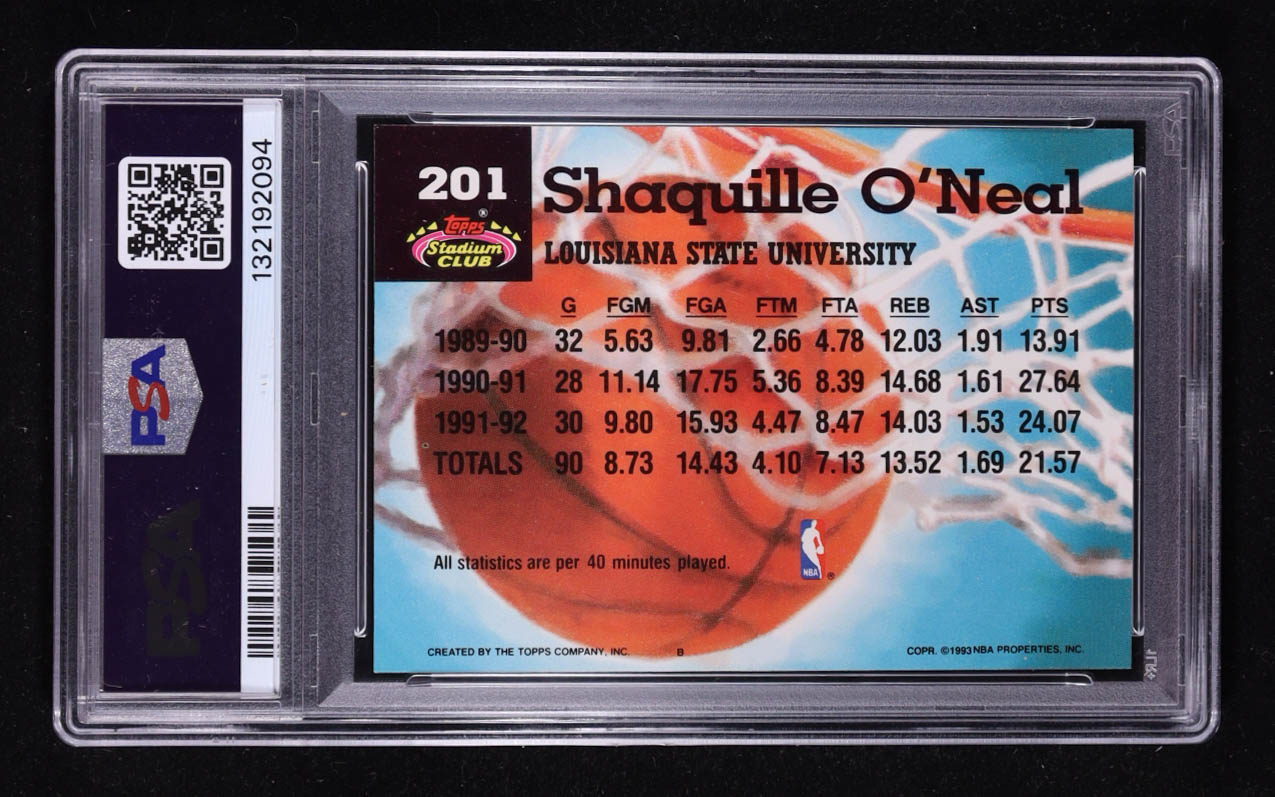 132192094
PSA
PSA
201
Topps®
Stadium
CLUB
Shaquille O'Neal
LOUISIANA STATE UNIVERSITY
G FGM FGA FTM FTA REB AST PTS
1989-90 32 5.63 9.81 2.66 4.78 12.03 1.91 13.91
1990-91 28 11.14 17.75 5.36 8.39 14.68 1.61 27.64
1991-92 30 9.80 15.93 4.47 8.47 14.03 1.53 24.07
TOTALS 90 8.73 14.43 4.10 7.13 13.52 1.69 21.57
All statistics are per 40 minutes played.
NBA ®
CREATED BY THE TOPPS COMPANY, INC. B COPR. ©1993 NBA PROPERTIES, INC.
PSA